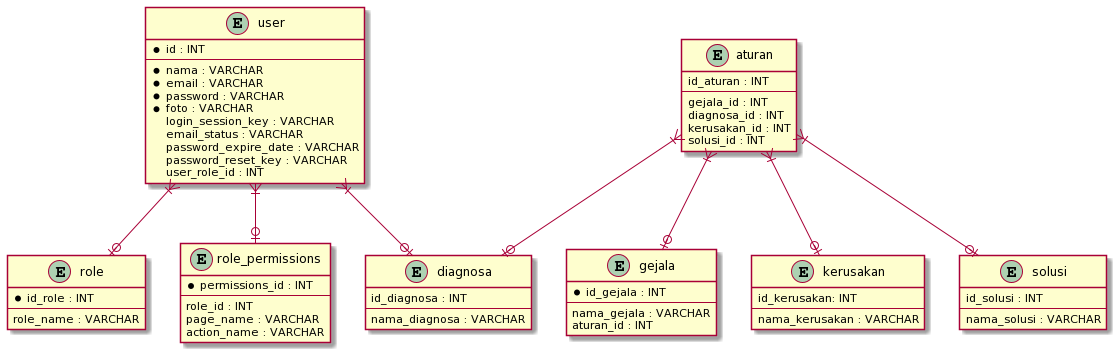 E user
id : INT
nama : VARCHAR
email : VARCHAR
password : VARCHAR
foto : VARCHAR
login_session_key : VARCHAR
email_status : VARCHAR
password_expire_date : VARCHAR
password_reset_key : VARCHAR
user_role_id : INT
E aturan
id_aturan : INT
gejala_id : INT
diagnosa_id : INT
kerusakan_id : INT
solusi_id : INT
E role
id_role : INT
role_name : VARCHAR
E role_permissions
permissions_id : INT
role_id : INT
page_name : VARCHAR
action_name : VARCHAR
E diagnosa
id_diagnosa : INT
nama_diagnosa : VARCHAR
E gejala
id_gejala : INT
nama_gejala : VARCHAR
aturan_id : INT
E kerusakan
id_kerusakan: INT
nama_kerusakan : VARCHAR
E solusi
id_solusi : INT
nama_solusi : VARCHAR